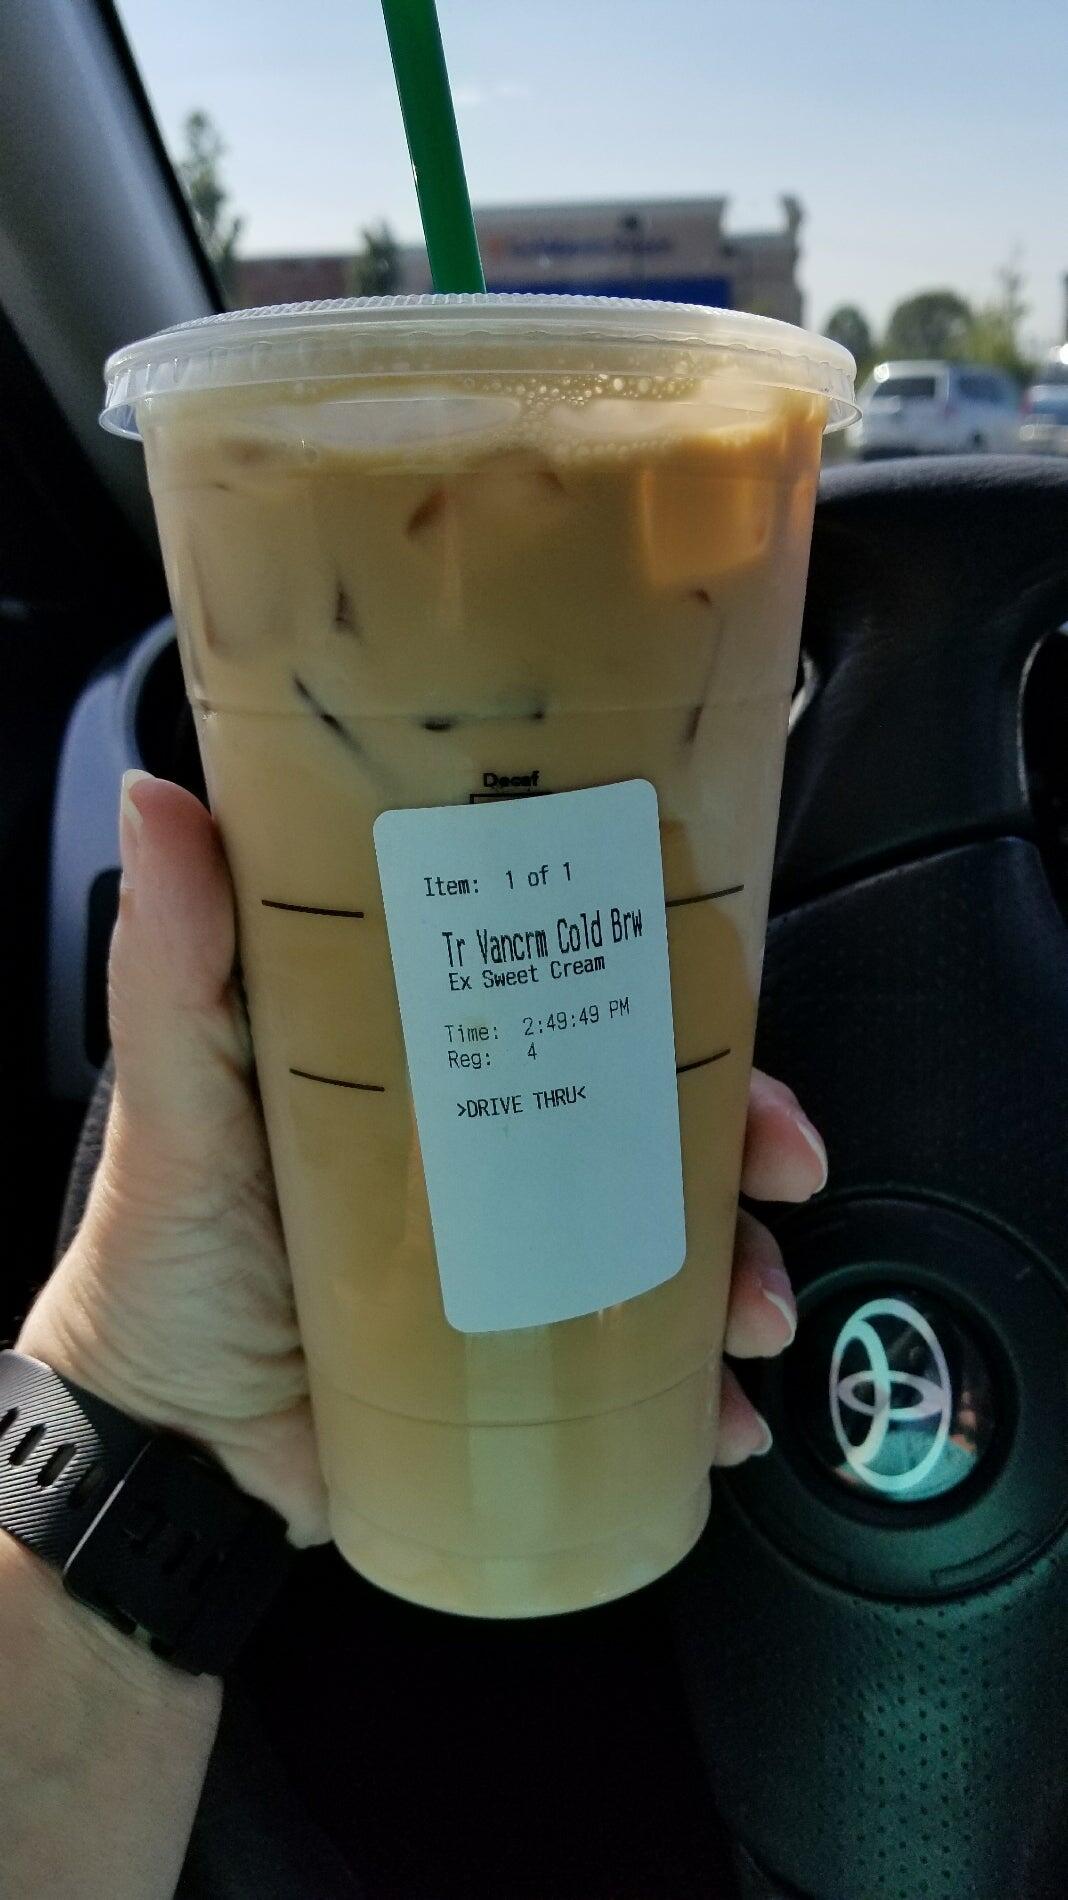 Decaf
Item: 1 of 1
Tr Vancrm Cold Brw
Ex Sweet Cream
Time: 2:49:49 PM
Reg: 4
>DRIVE THRU<